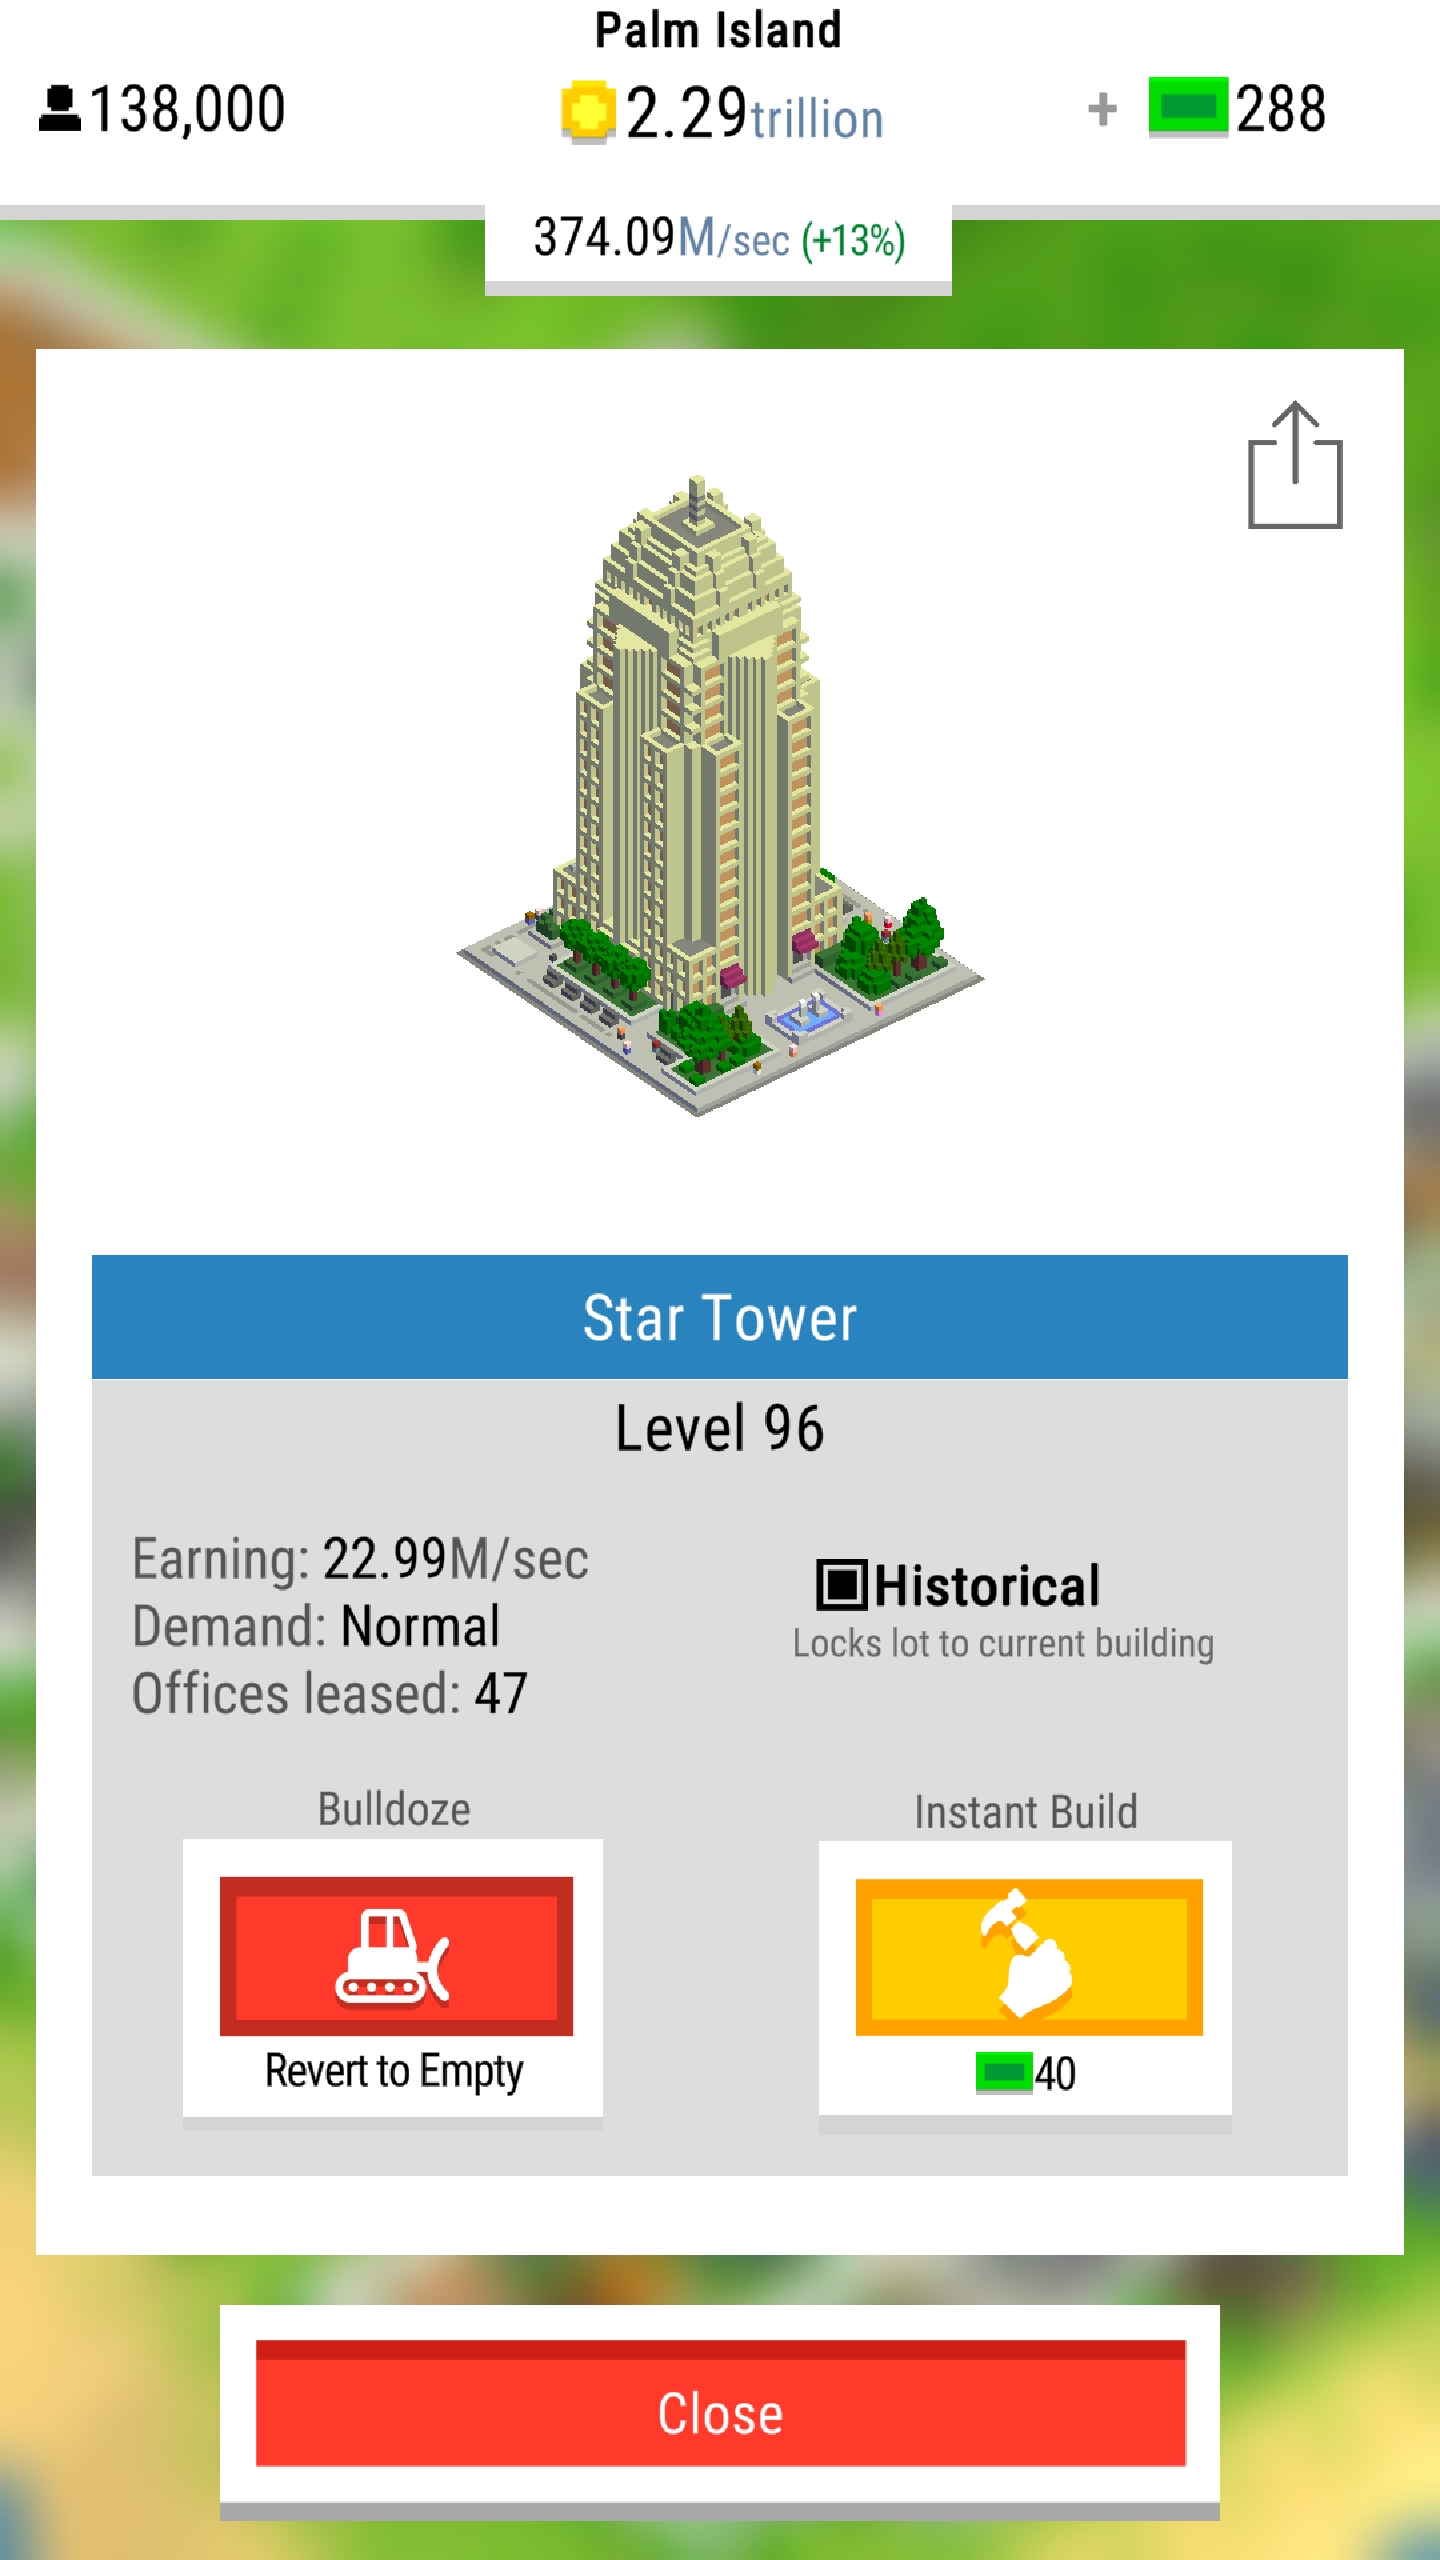 Palm Island
138,000
2.29trillion
+ 288
374.09M/sec (+13%)
Star Tower
Level 96
Earning: 22.99M/sec
Demand: Normal
Offices leased: 47
Historical
Locks lot to current building
Bulldoze
Revert to Empty
Instant Build
40
Close